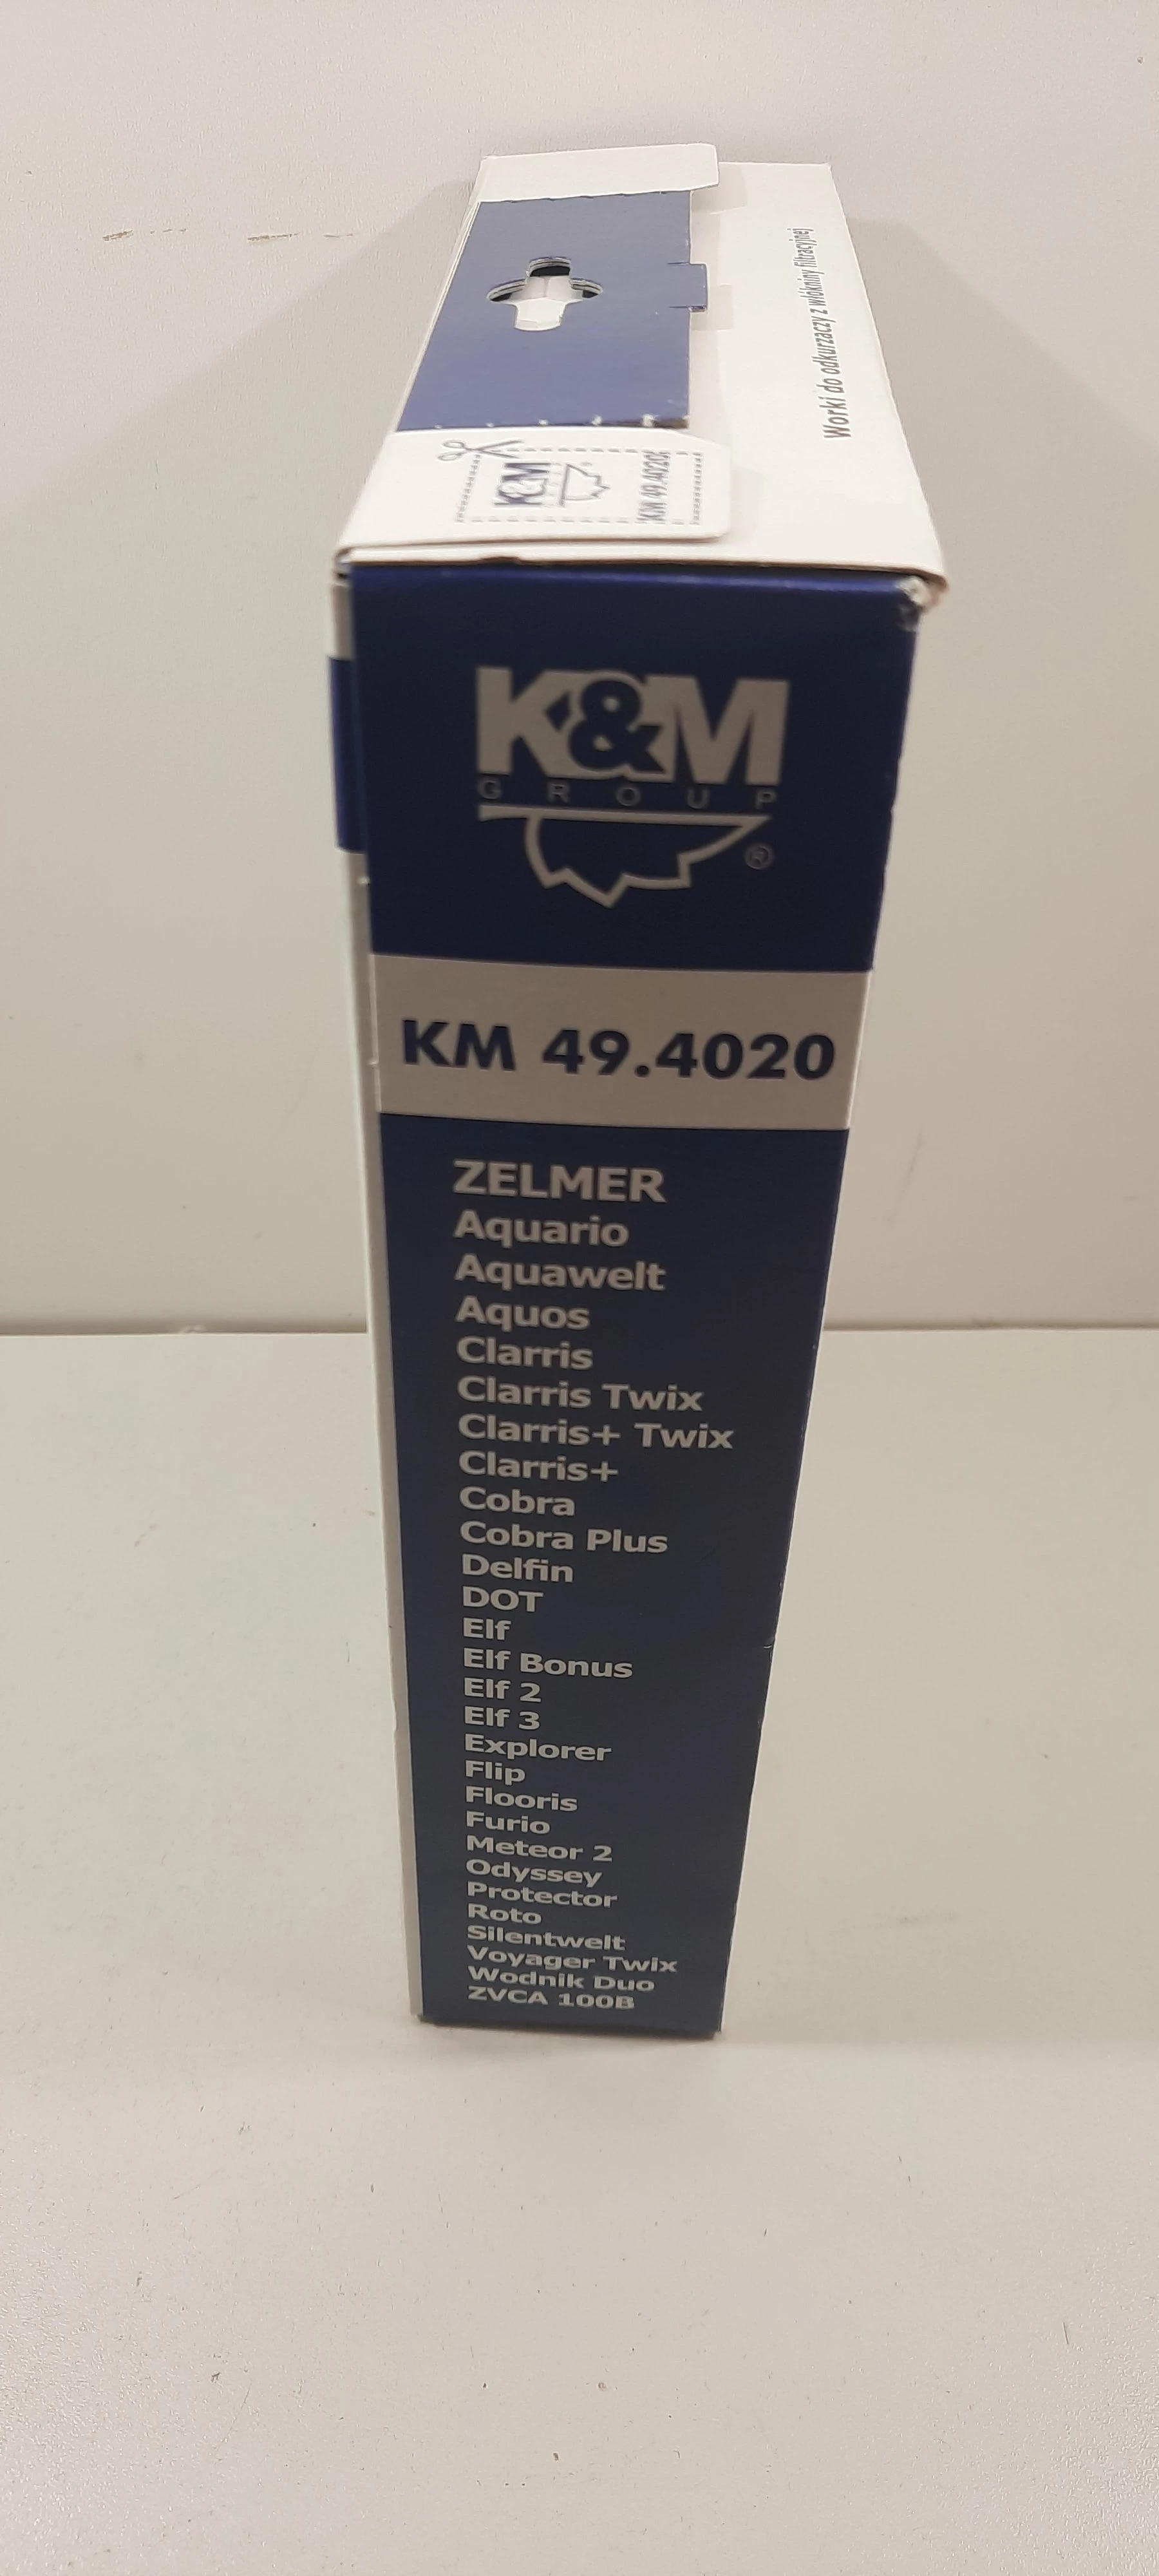 Worki do odkurzaczy z włókniny filtracyjnej
K&M
KM 49.4020
K&M
GROUP
®
KM 49.4020
ZELMER
Aquario
Aquawelt
Aquos
Clarris
Clarris Twix
Clarris+ Twix
Clarris+
Cobra
Cobra Plus
Delfin
DOT
Elf
Elf Bonus
Elf 2
Elf 3
Explorer
Flip
Flooris
Furio
Meteor 2
Odyssey
Protector
Roto
Silentwelt
Voyager Twix
Wodnik Duo
ZVCA 100B